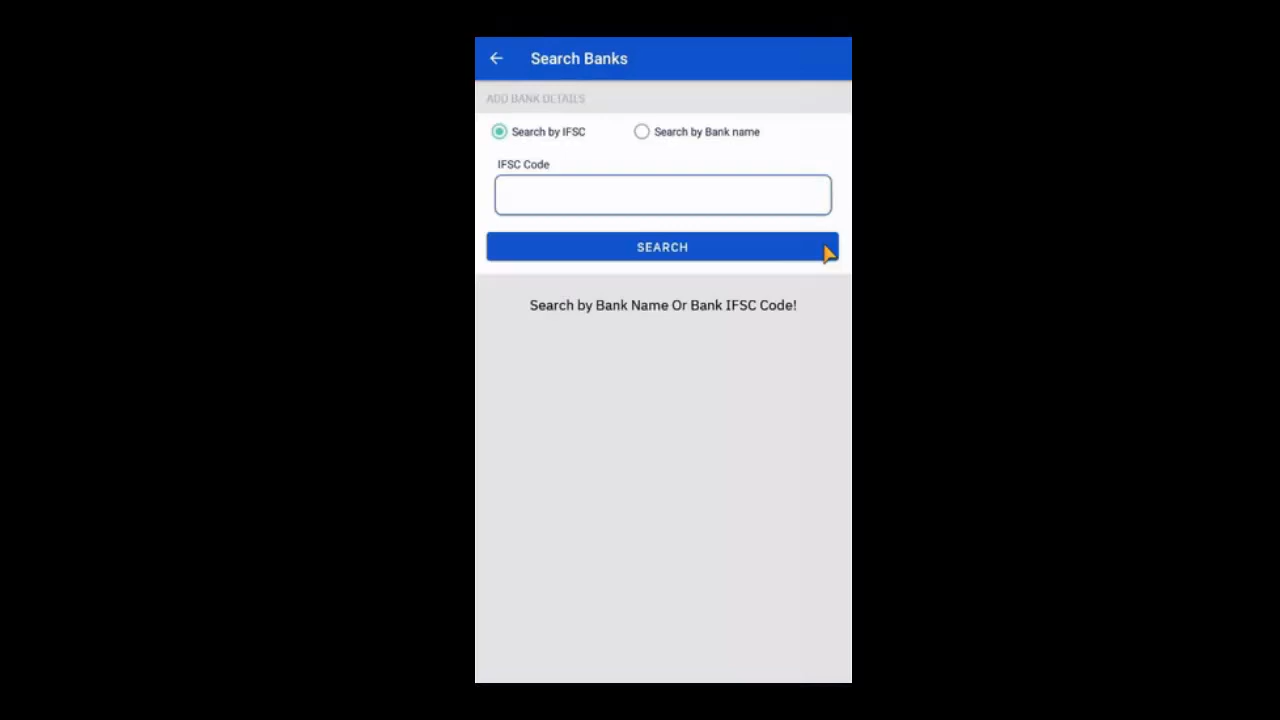 Search Banks
ADD BANK DETAILS
Search by IFSC Search by Bank name
IFSC Code
SEARCH
Search by Bank Name Or Bank IFSC Code!